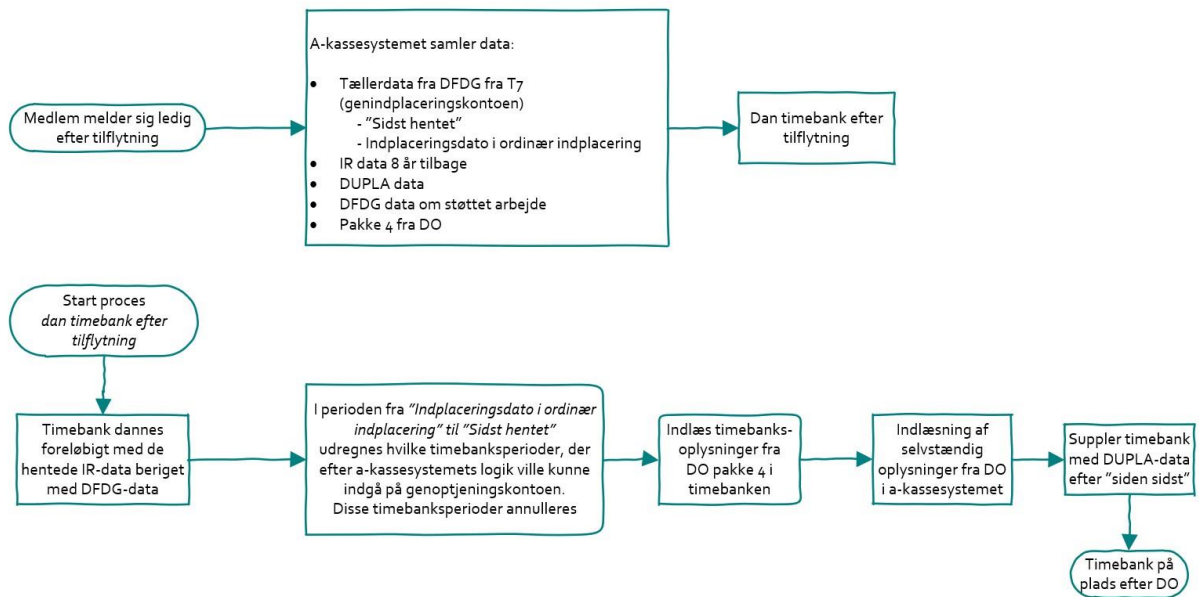 Medlem melder sig ledig
efter tilflytning
A-kassesystemet samler data:
• Tællerdata fra DFDG fra T7
(genindplaceringskontoen)
- "Sidst hentet"
- Indplaceringsdato i ordinær indplacering
• IR data 8 år tilbage
• DUPLA data
• DFDG data om støttet arbejde
• Pakke 4 fra DO
Dan timebank efter
tilflytning
Start proces
dan timebank efter
tilflytning
Timebank dannes
foreløbigt med de
hentede IR-data beriget
med DFDG-data
I perioden fra "Indplaceringsdato i ordinær
indplacering" til "Sidst hentet"
udregnes hvilke timebanksperioder, der
efter a-kassesystemets logik ville kunne
indgå på genoptjeningskontoen.
Disse timebanksperioder annulleres
Indlæs timebanks-
oplysninger fra
DO pakke 4 i
timebanken
Indlæsning af
selvstændig
oplysninger fra DO
i a-kassesystemet
Suppler timebank
med DUPLA-data
efter "siden sidst"
Timebank på
plads efter DO